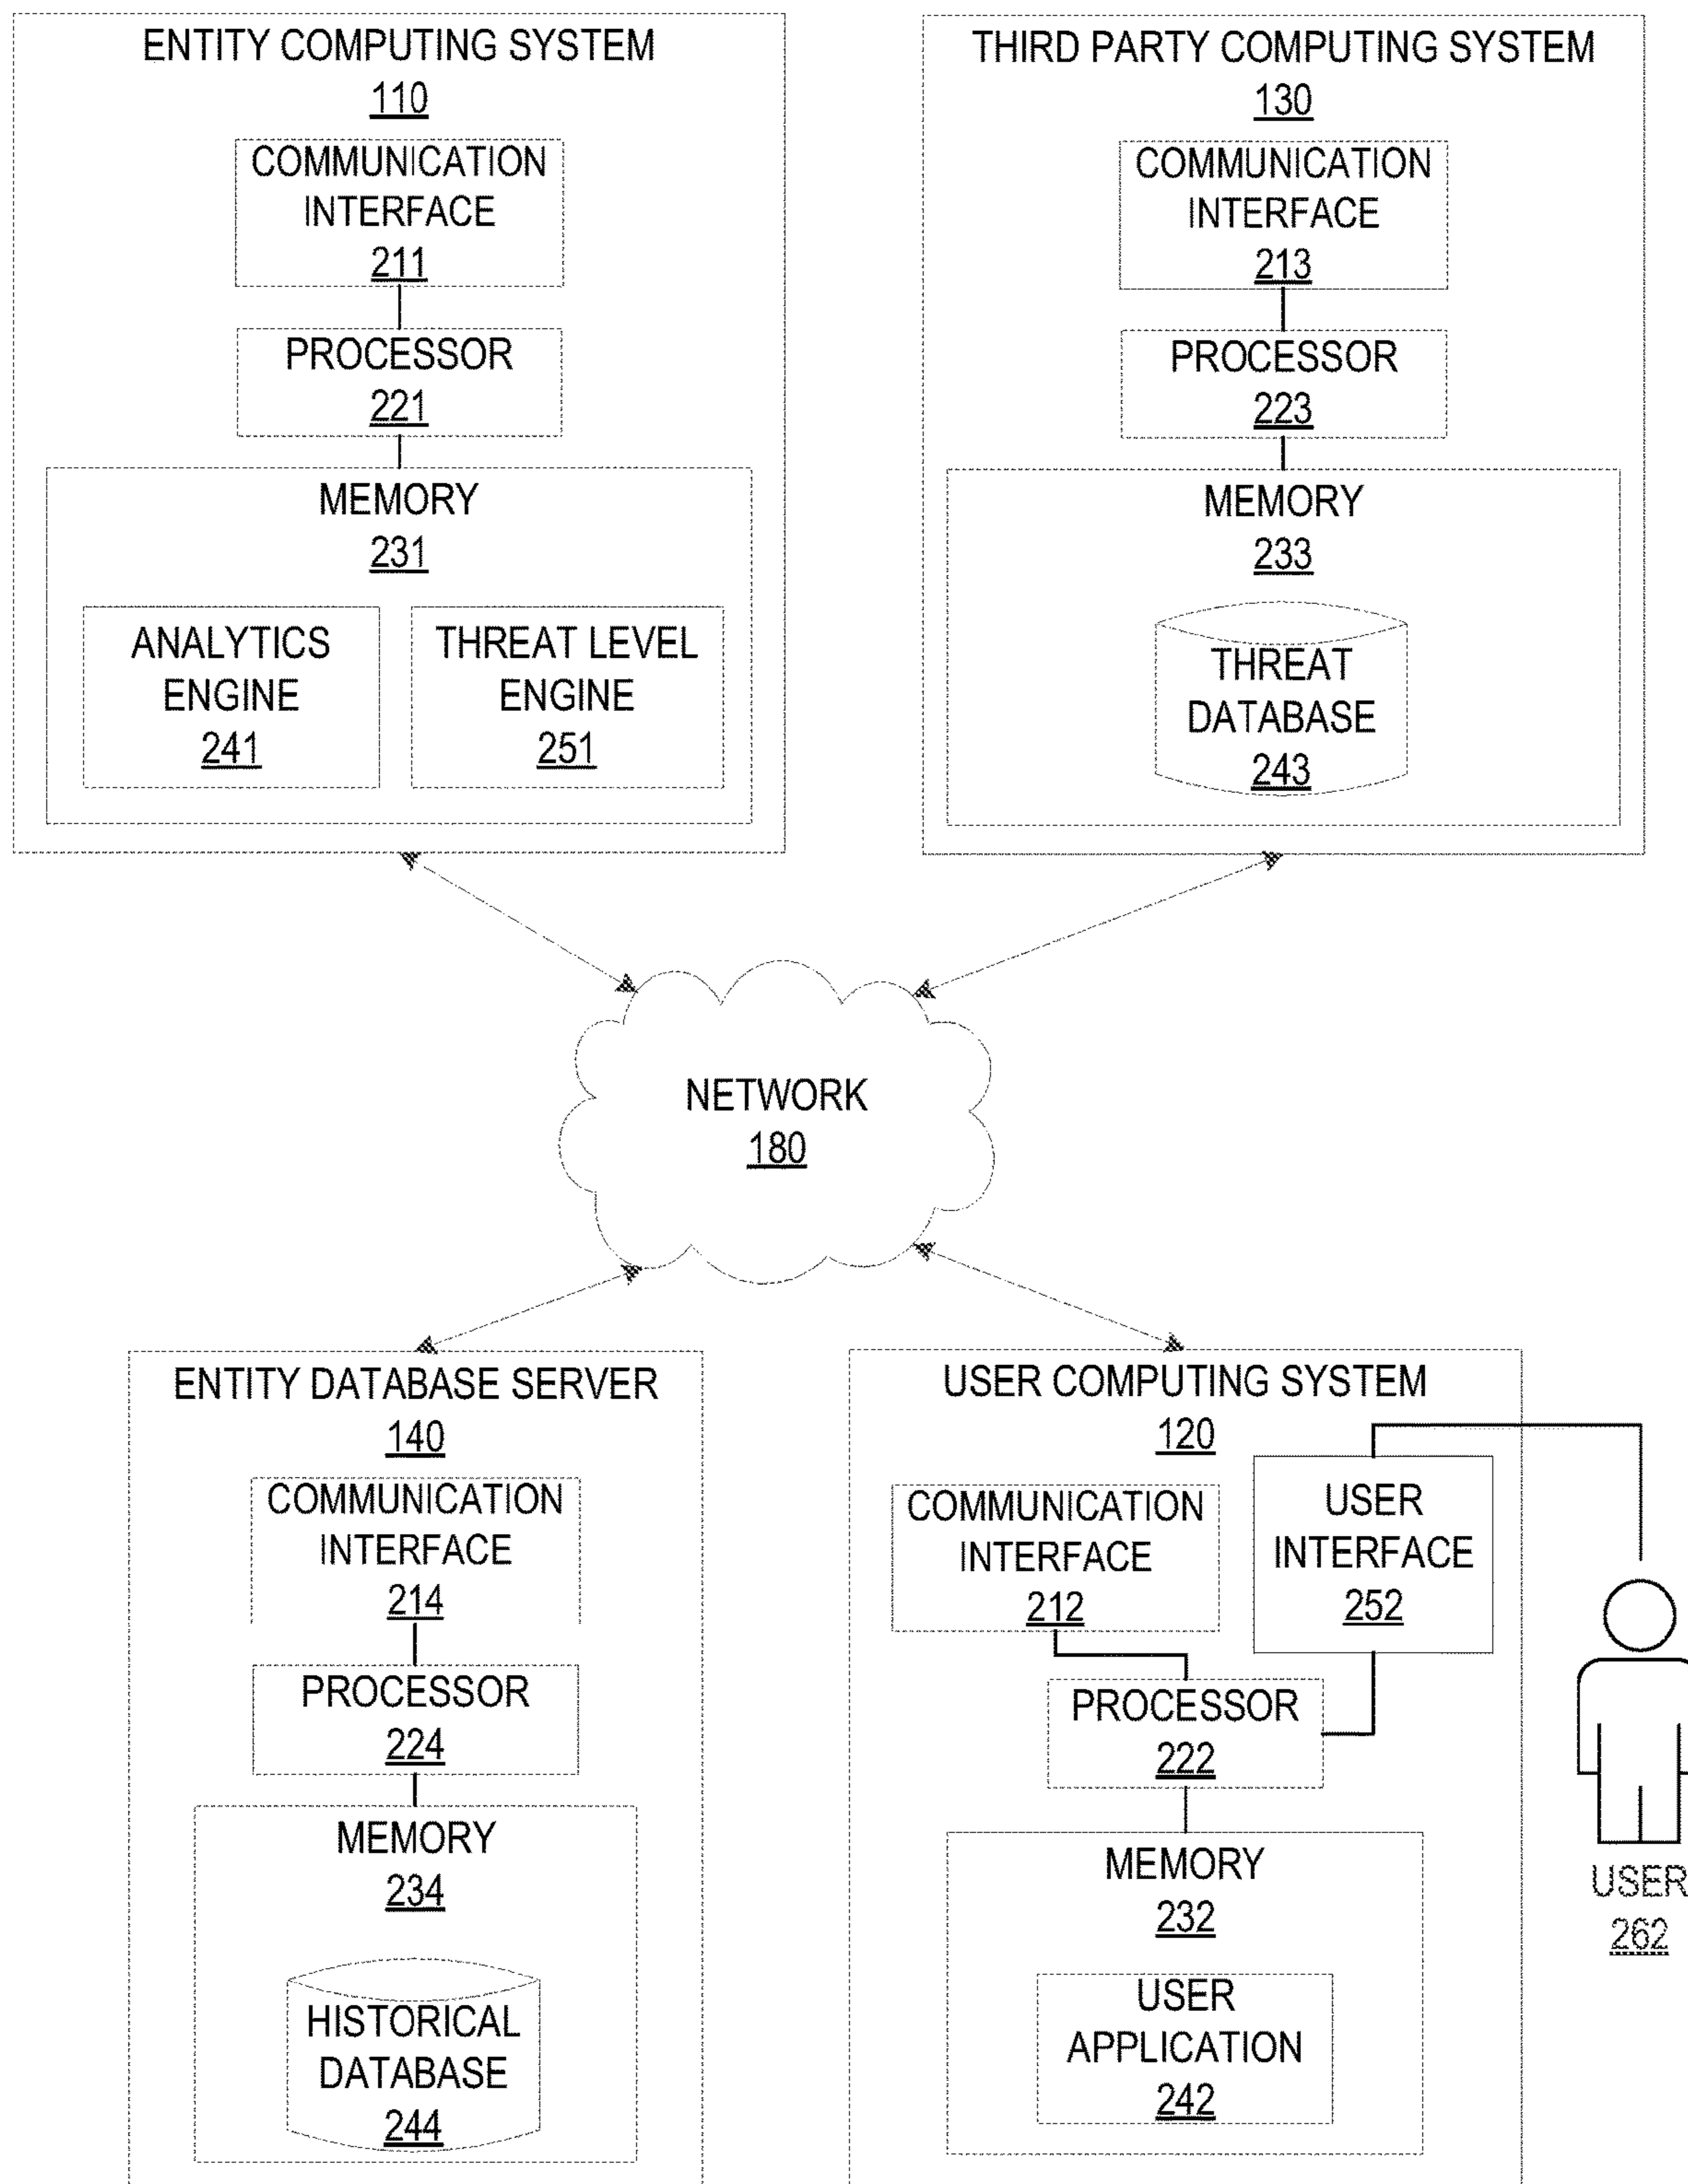 ENTITY COMPUTING SYSTEM
110
COMMUNICATION
INTERFACE
211
PROCESSOR
221
MEMORY
231
ANALYTICS
ENGINE
241
THREAT LEVEL
ENGINE
251
THIRD PARTY COMPUTING SYSTEM
130
COMMUNICATION
INTERFACE
213
PROCESSOR
223
MEMORY
233
THREAT
DATABASE
243
NETWORK
180
ENTITY DATABASE SERVER
140
COMMUNICATION
INTERFACE
214
PROCESSOR
224
MEMORY
234
HISTORICAL
DATABASE
244
USER COMPUTING SYSTEM
120
COMMUNICATION
INTERFACE
212
USER
INTERFACE
252
PROCESSOR
222
MEMORY
232
USER
APPLICATION
242
USER
262